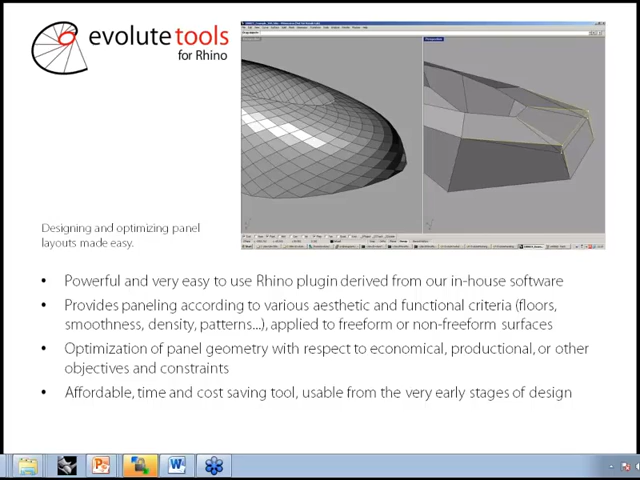 evolutetools
for Rhino
Designing and optimizing panel
layouts made easy.
• Powerful and very easy to use Rhino plugin derived from our in-house software
• Provides paneling according to various aesthetic and functional criteria (floors,
smoothness, density, patterns...), applied to freeform or non-freeform surfaces
• Optimization of panel geometry with respect to economical, productional, or other
objectives and constraints
• Affordable, time and cost saving tool, usable from the very early stages of design